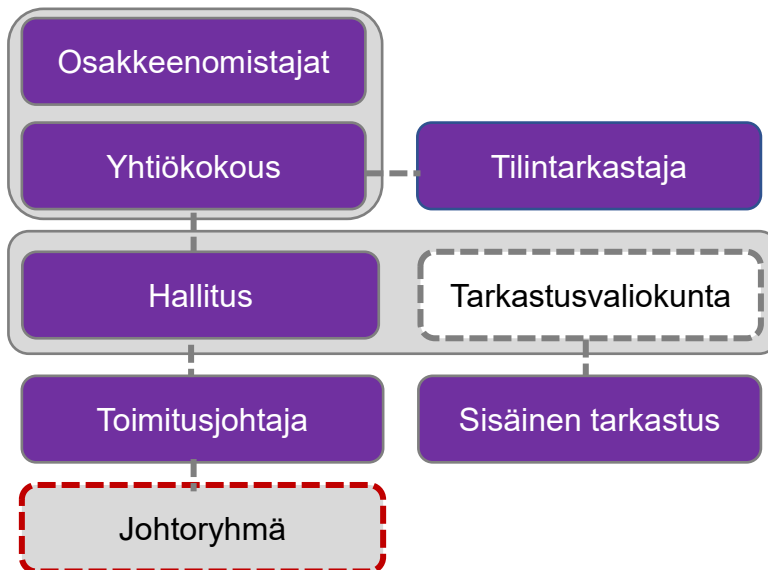 Osakkeenomistajat
Yhtiökokous
Tilintarkastaja
Hallitus
Tarkastusvaliokunta
Toimitusjohtaja
Sisäinen tarkastus
Johtoryhmä